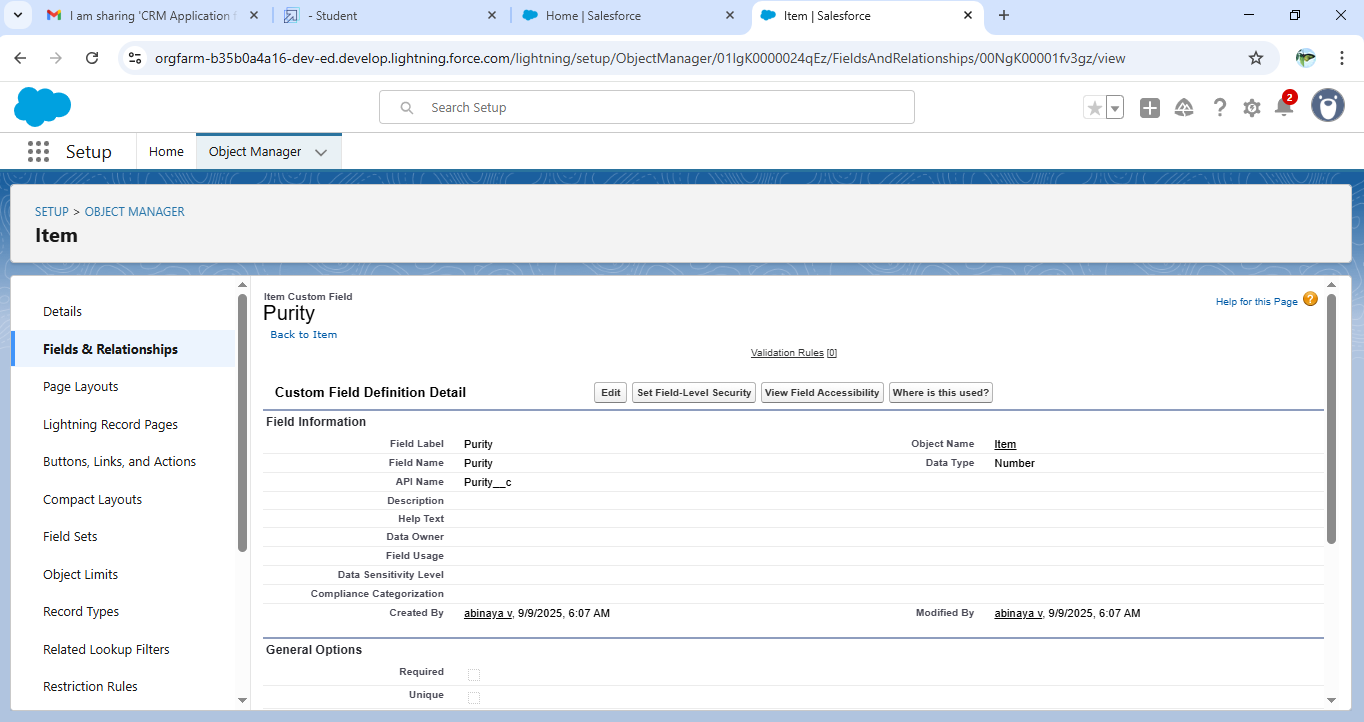 I am sharing 'CRM Application f
- Student
Home | Salesforce
Item | Salesforce
orgfarm-b35b0a4a16-dev-ed.develop.lightning.force.com/lightning/setup/ObjectManager/01IgK0000024qEz/FieldsAndRelationships/00NgK00001fv3gz/view
Search Setup
2
Setup
Home
Object Manager
SETUP > OBJECT MANAGER
Item
Details
Fields & Relationships
Page Layouts
Lightning Record Pages
Buttons, Links, and Actions
Compact Layouts
Field Sets
Object Limits
Record Types
Related Lookup Filters
Restriction Rules
Item Custom Field
Purity
Back to Item
Help for this Page ?
Validation Rules [0]
Custom Field Definition Detail
Edit
Set Field-Level Security
View Field Accessibility
Where is this used?
Field Information
Field Label Purity Object Name Item
Field Name Purity Data Type Number
API Name Purity__c
Description
Help Text
Data Owner
Field Usage
Data Sensitivity Level
Compliance Categorization
Created By abinaya v, 9/9/2025, 6:07 AM Modified By abinaya v, 9/9/2025, 6:07 AM
General Options
Required
Unique